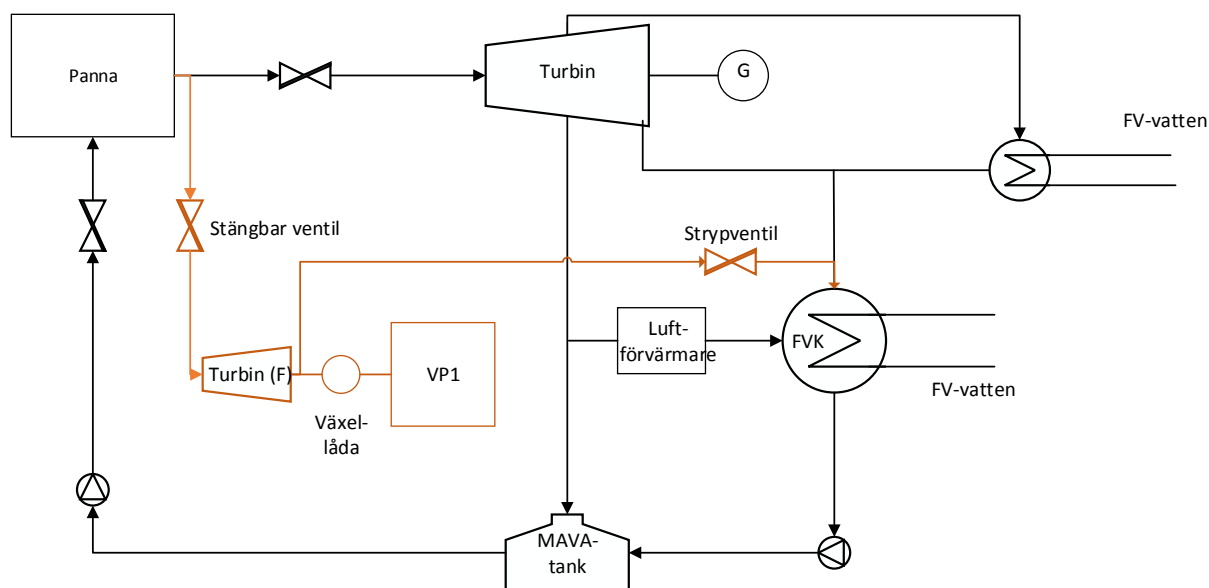 Panna
Turbin
G
FV-vatten
Stängbar ventil
Strypventil
Luft-
förvärmare
FVK
Turbin (F)
VP1
FV-vatten
Växel-
låda
MAVA-
tank